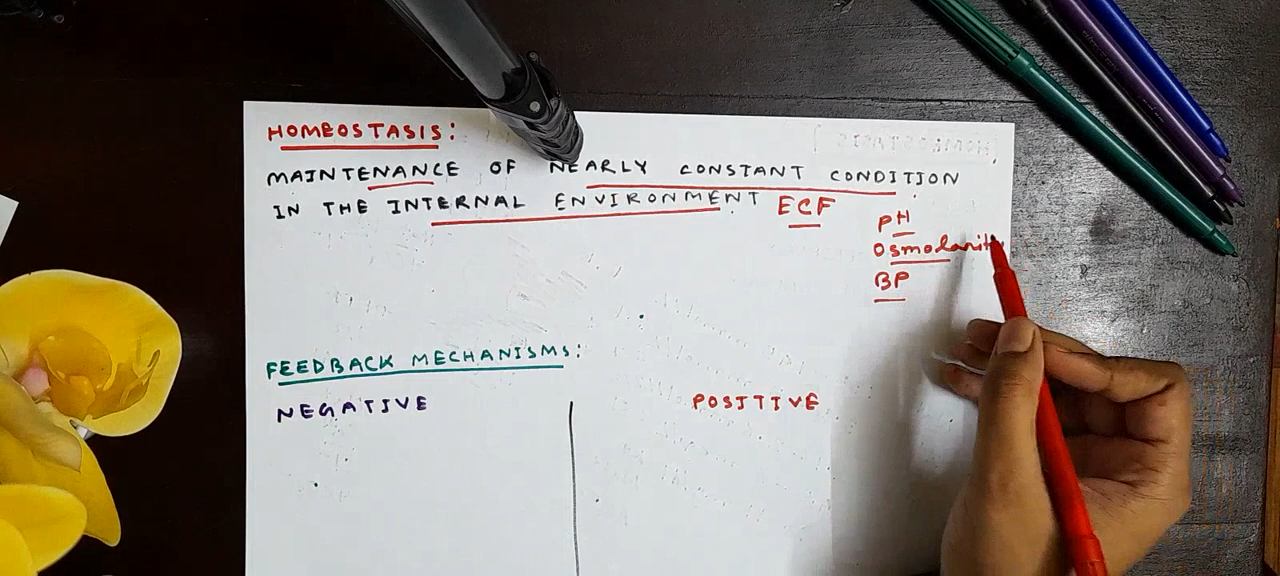 HOMEOSTASIS:
MAINTENANCE OF NEARLY CONSTANT CONDITION
IN THE INTERNAL ENVIRONMENT ECF
PH
Osmolarity
BP
FEEDBACK MECHANISMS:
NEGATIVE
POSITIVE